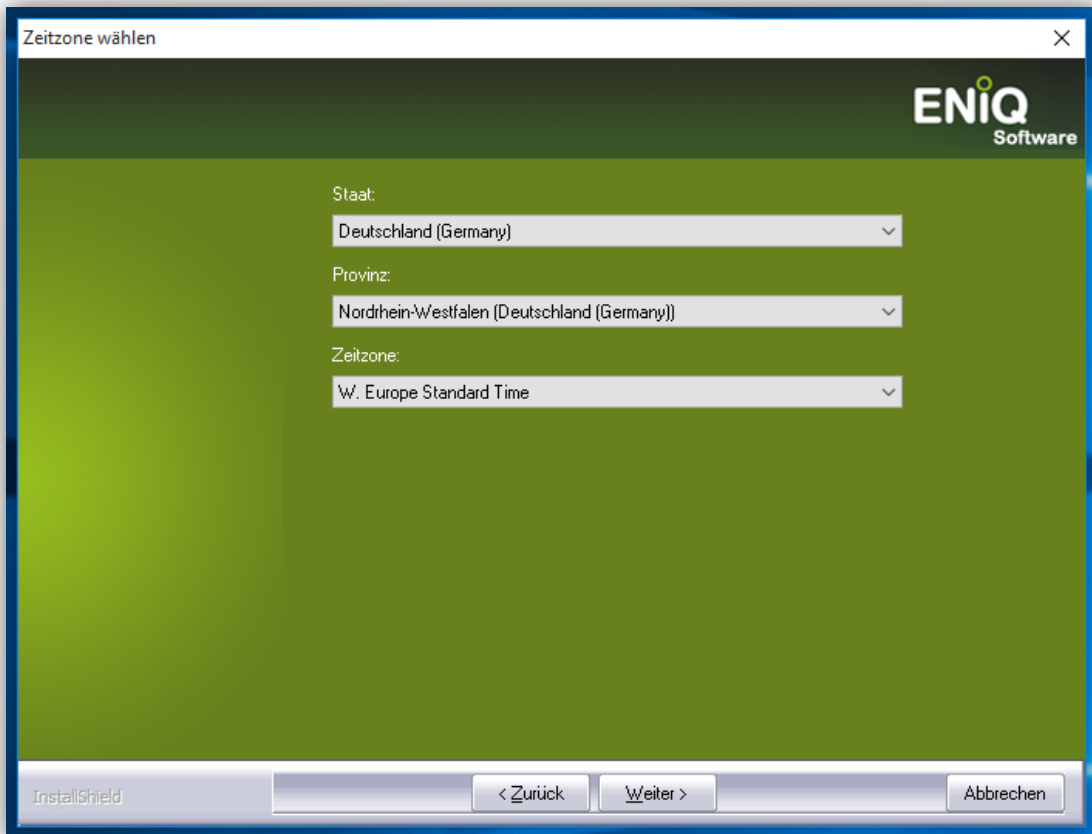 Zeitzone wählen
ENiQ
Software
Staat:
Deutschland (Germany)
Provinz:
Nordrhein-Westfalen (Deutschland (Germany))
Zeitzone:
W. Europe Standard Time
InstallShield
< Zurück
Weiter >
Abbrechen